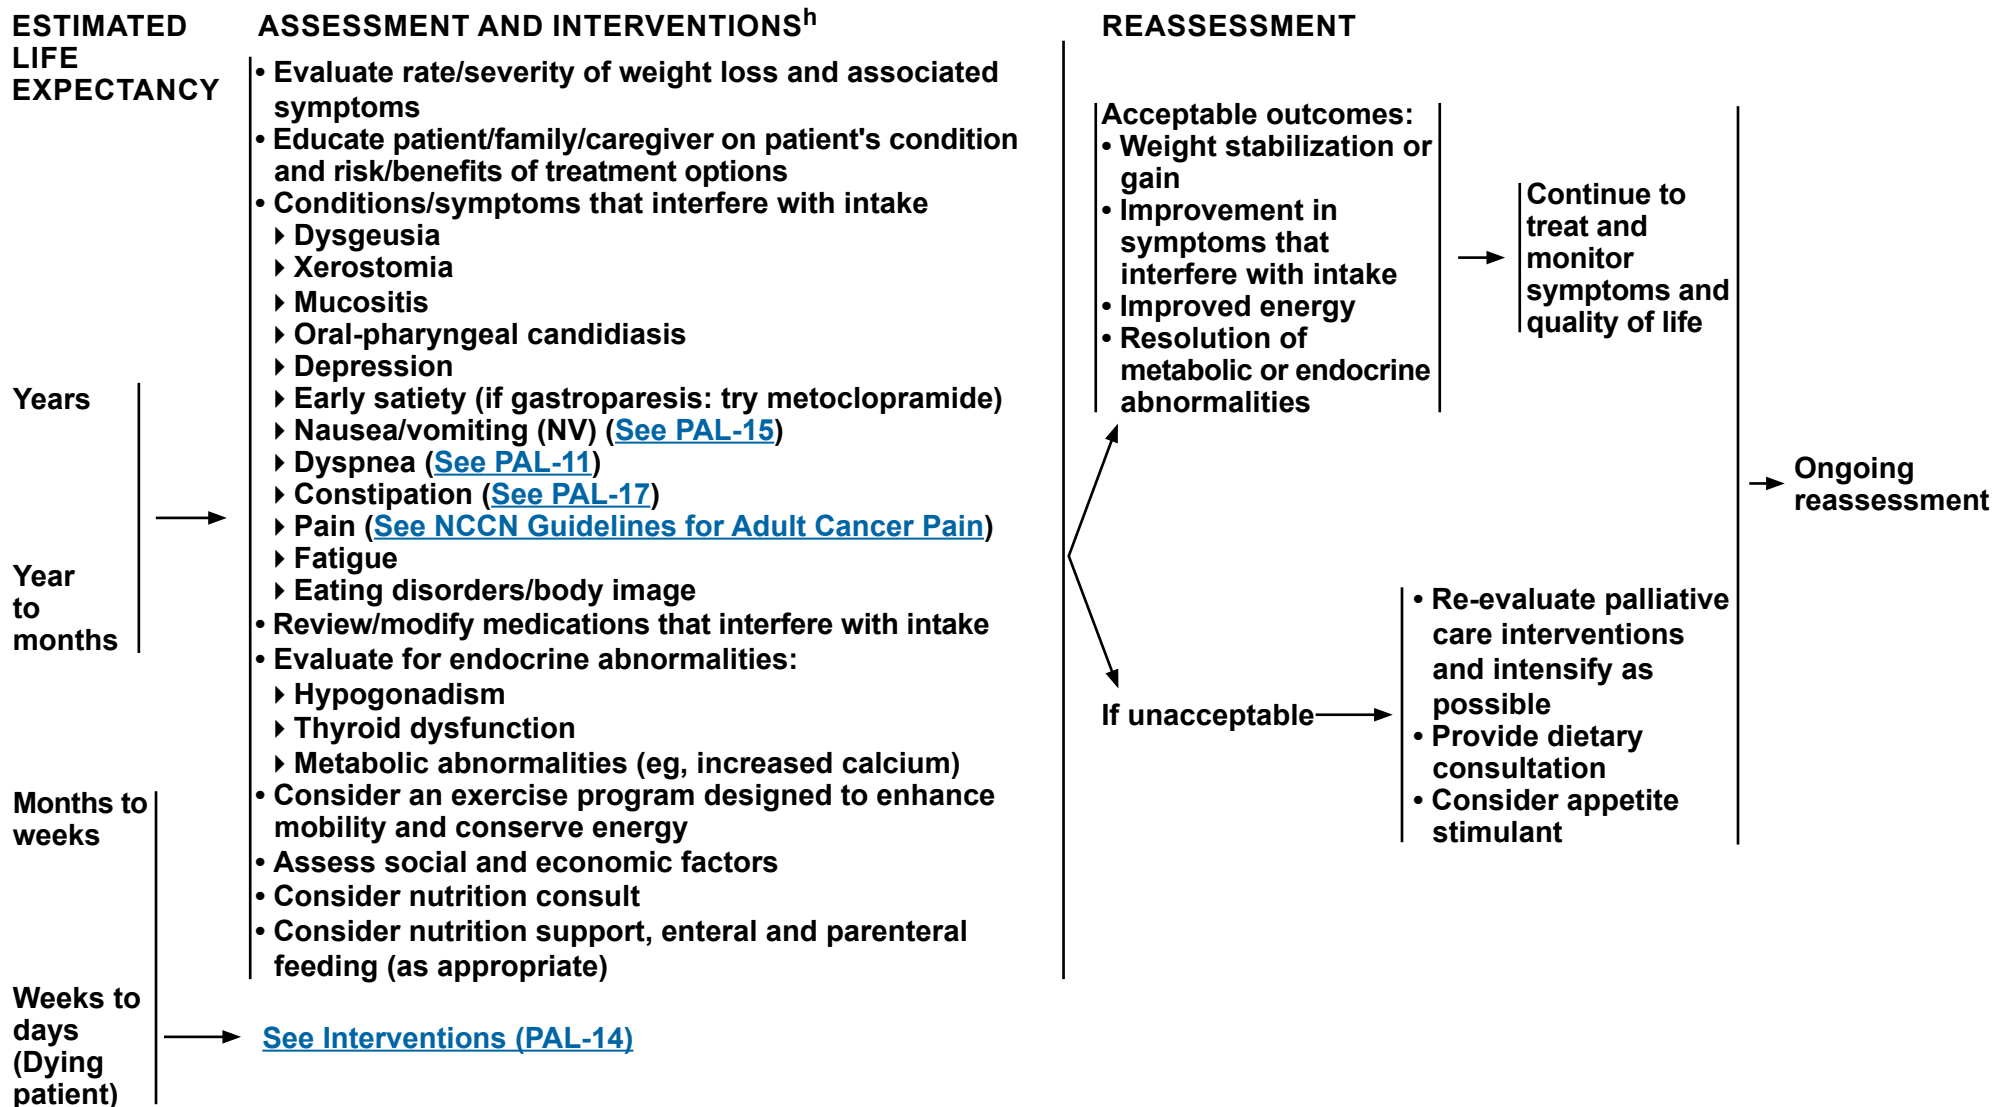 ESTIMATED
LIFE
EXPECTANCY
Years
Year
to
months
Months to
weeks
Weeks to
days
(Dying
patient)
ASSESSMENT AND INTERVENTIONSh
• Evaluate rate/severity of weight loss and associated
symptoms
• Educate patient/family/caregiver on patient's condition
and risk/benefits of treatment options
• Conditions/symptoms that interfere with intake
Dysgeusia
Xerostomia
Mucositis
Oral-pharyngeal candidiasis
Depression
Early satiety (if gastroparesis: try metoclopramide)
Nausea/vomiting (NV) (See PAL-15)
Dyspnea (See PAL-11)
Constipation (See PAL-17)
Pain (See NCCN Guidelines for Adult Cancer Pain)
Fatigue
Eating disorders/body image
• Review/modify medications that interfere with intake
• Evaluate for endocrine abnormalities:
Hypogonadism
Thyroid dysfunction
Metabolic abnormalities (eg, increased calcium)
• Consider an exercise program designed to enhance
mobility and conserve energy
• Assess social and economic factors
• Consider nutrition consult
• Consider nutrition support, enteral and parenteral
feeding (as appropriate)
See Interventions (PAL-14)
REASSESSMENT
Acceptable outcomes:
• Weight stabilization or
gain
• Improvement in
symptoms that
interfere with intake
• Improved energy
• Resolution of
metabolic or endocrine
abnormalities
Continue to
treat and
monitor
symptoms and
quality of life
If unacceptable
• Re-evaluate palliative
care interventions
and intensify as
possible
• Provide dietary
consultation
• Consider appetite
stimulant
Ongoing
reassessment